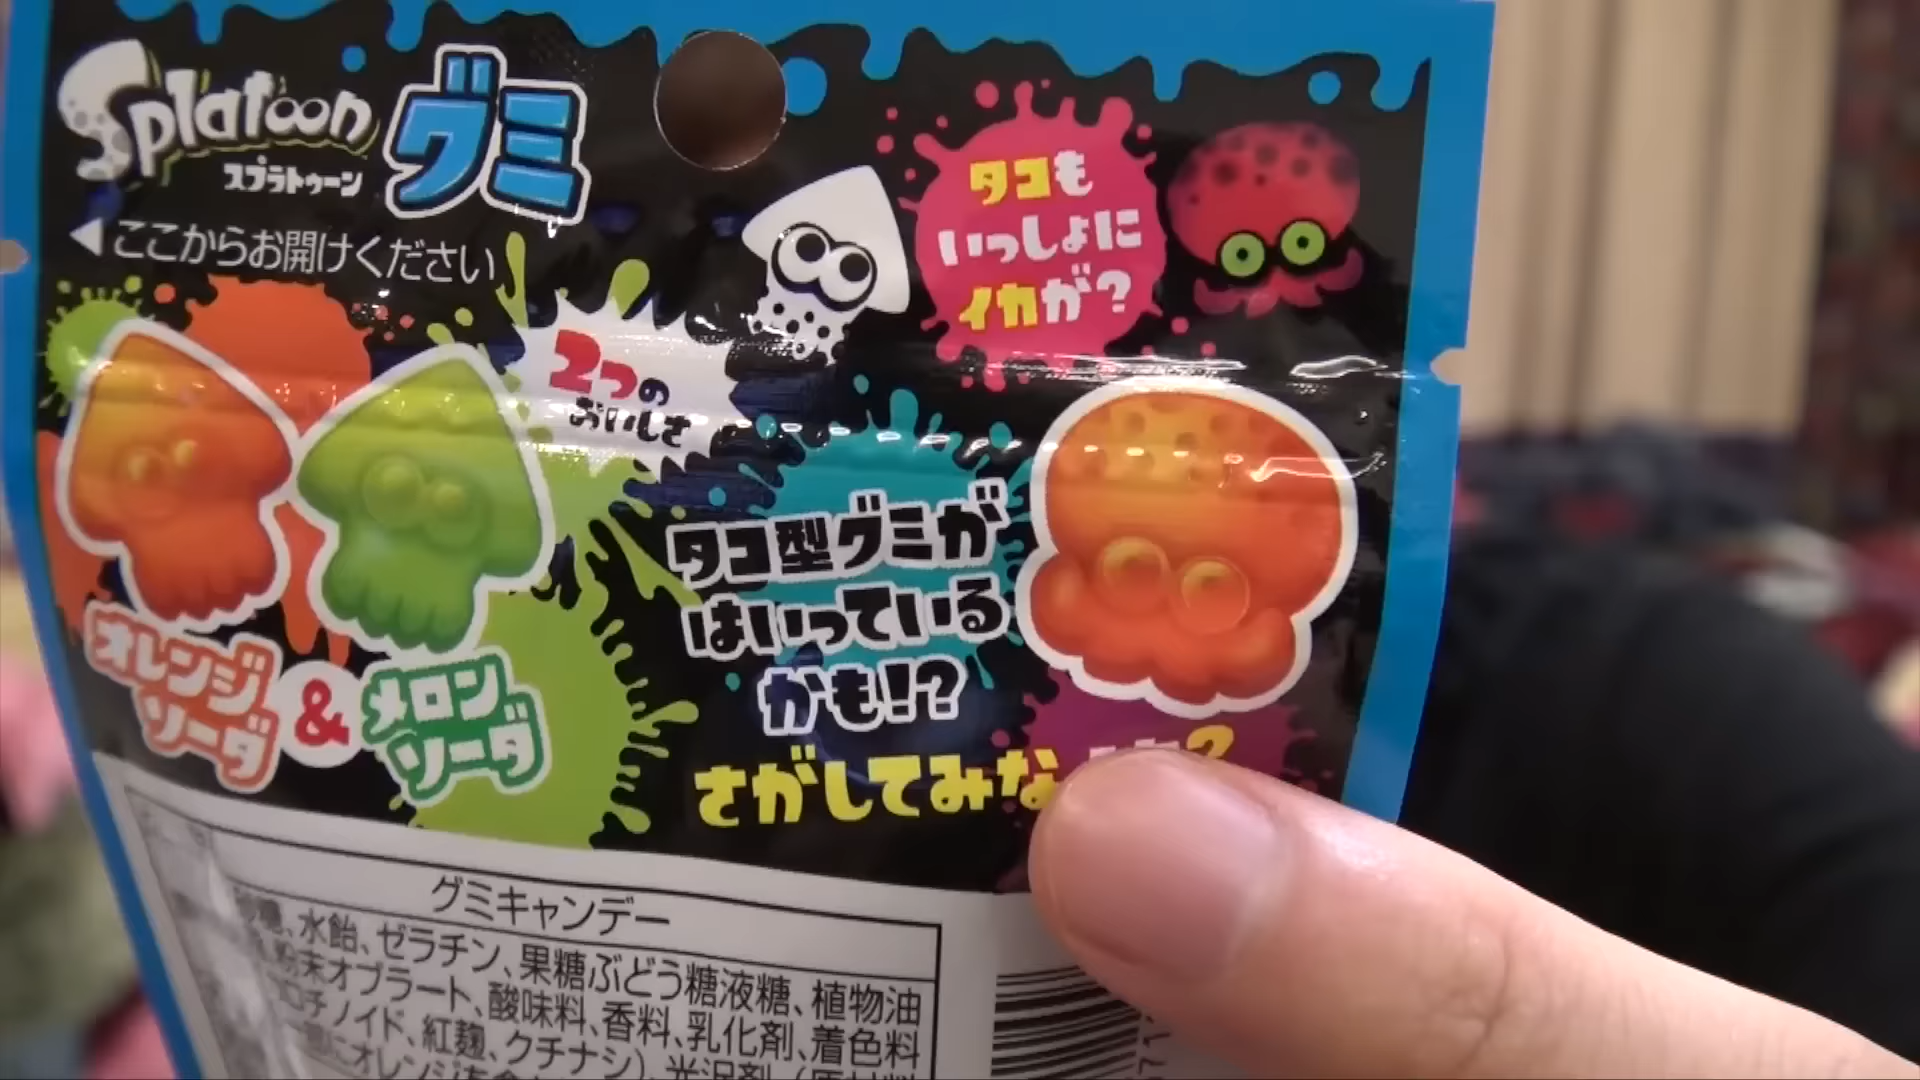 Splatoon グミ
スプラトゥーン
◀ここからお開けください
タコも
いっしょに
イカが?
2つの
おいしさ
オレンジ
ソーダ
&
メロン
ソーダ
タコ型グミが
はいっている
かも!?
さがしてみな
グミキャンデー
糖、水飴、ゼラチン、果糖ぶどう糖液糖、植物油
粉末オブラート、酸味料、香料、乳化剤、着色料
ロチノイド、紅麹、クチナシ)、光沢剤